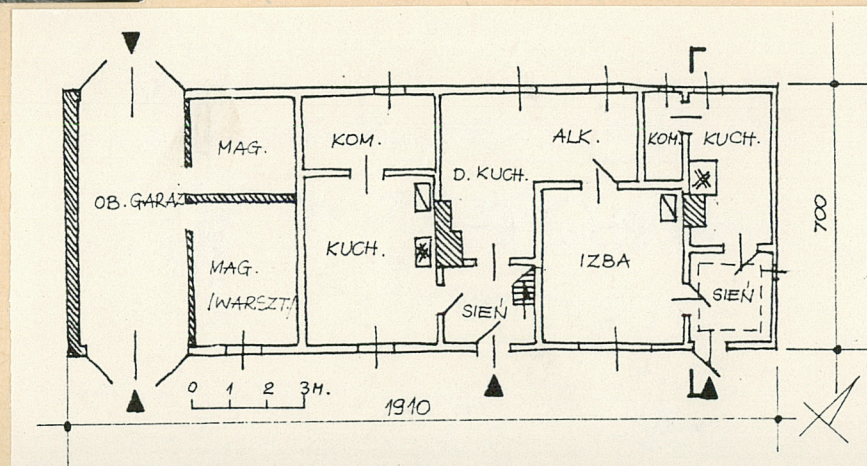 MAG.
KOM.
ALK.
KOM.
KUCH.
D. KUCH.
OB. GARAŻ
700
KUCH.
IZBA
MAG.
/WARSZT/
SIEŃ
SIEŃ
0 1 2 3M.
1910